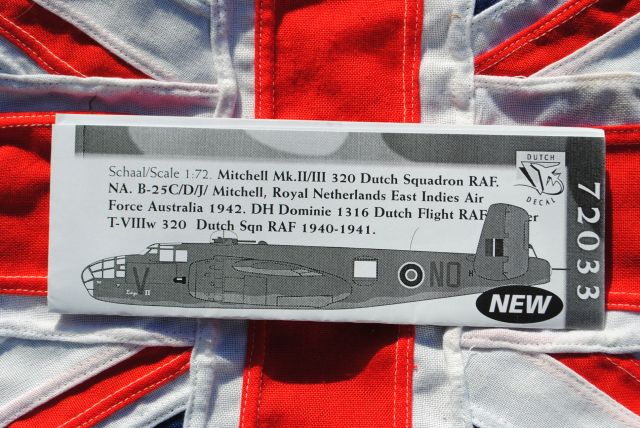 Schaal/Scale 1:72. Mitchell Mk.II/III 320 Dutch Squadron RAF.
NA. B-25C/D/J/ Mitchell, Royal Netherlands East Indies Air
Force Australia 1942. DH Dominie 1316 Dutch Flight RAF
T-VIIIw 320 Dutch Sqn RAF 1940-1941.
DUTCH
DECAL
72033
V
II
NO
H
NEW